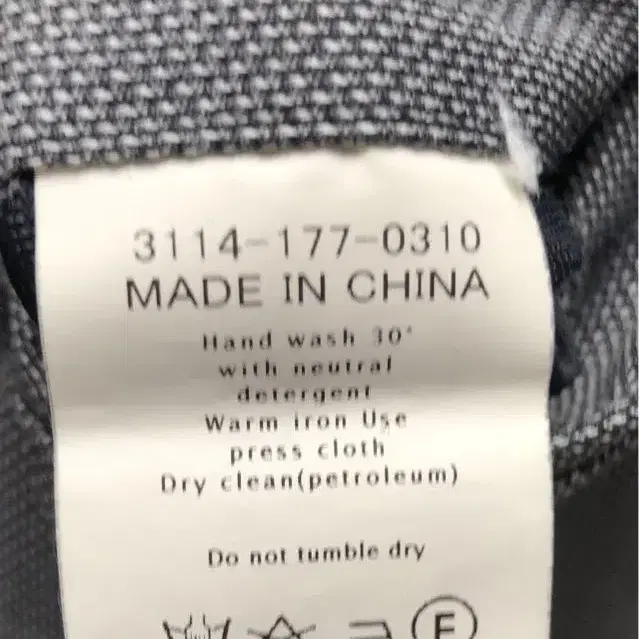 3114-177-0310
MADE IN CHINA
Hand wash 30°
with neutral
detergent
Warm iron Use
press cloth
Dry clean(petroleum)
Do not tumble dry
F